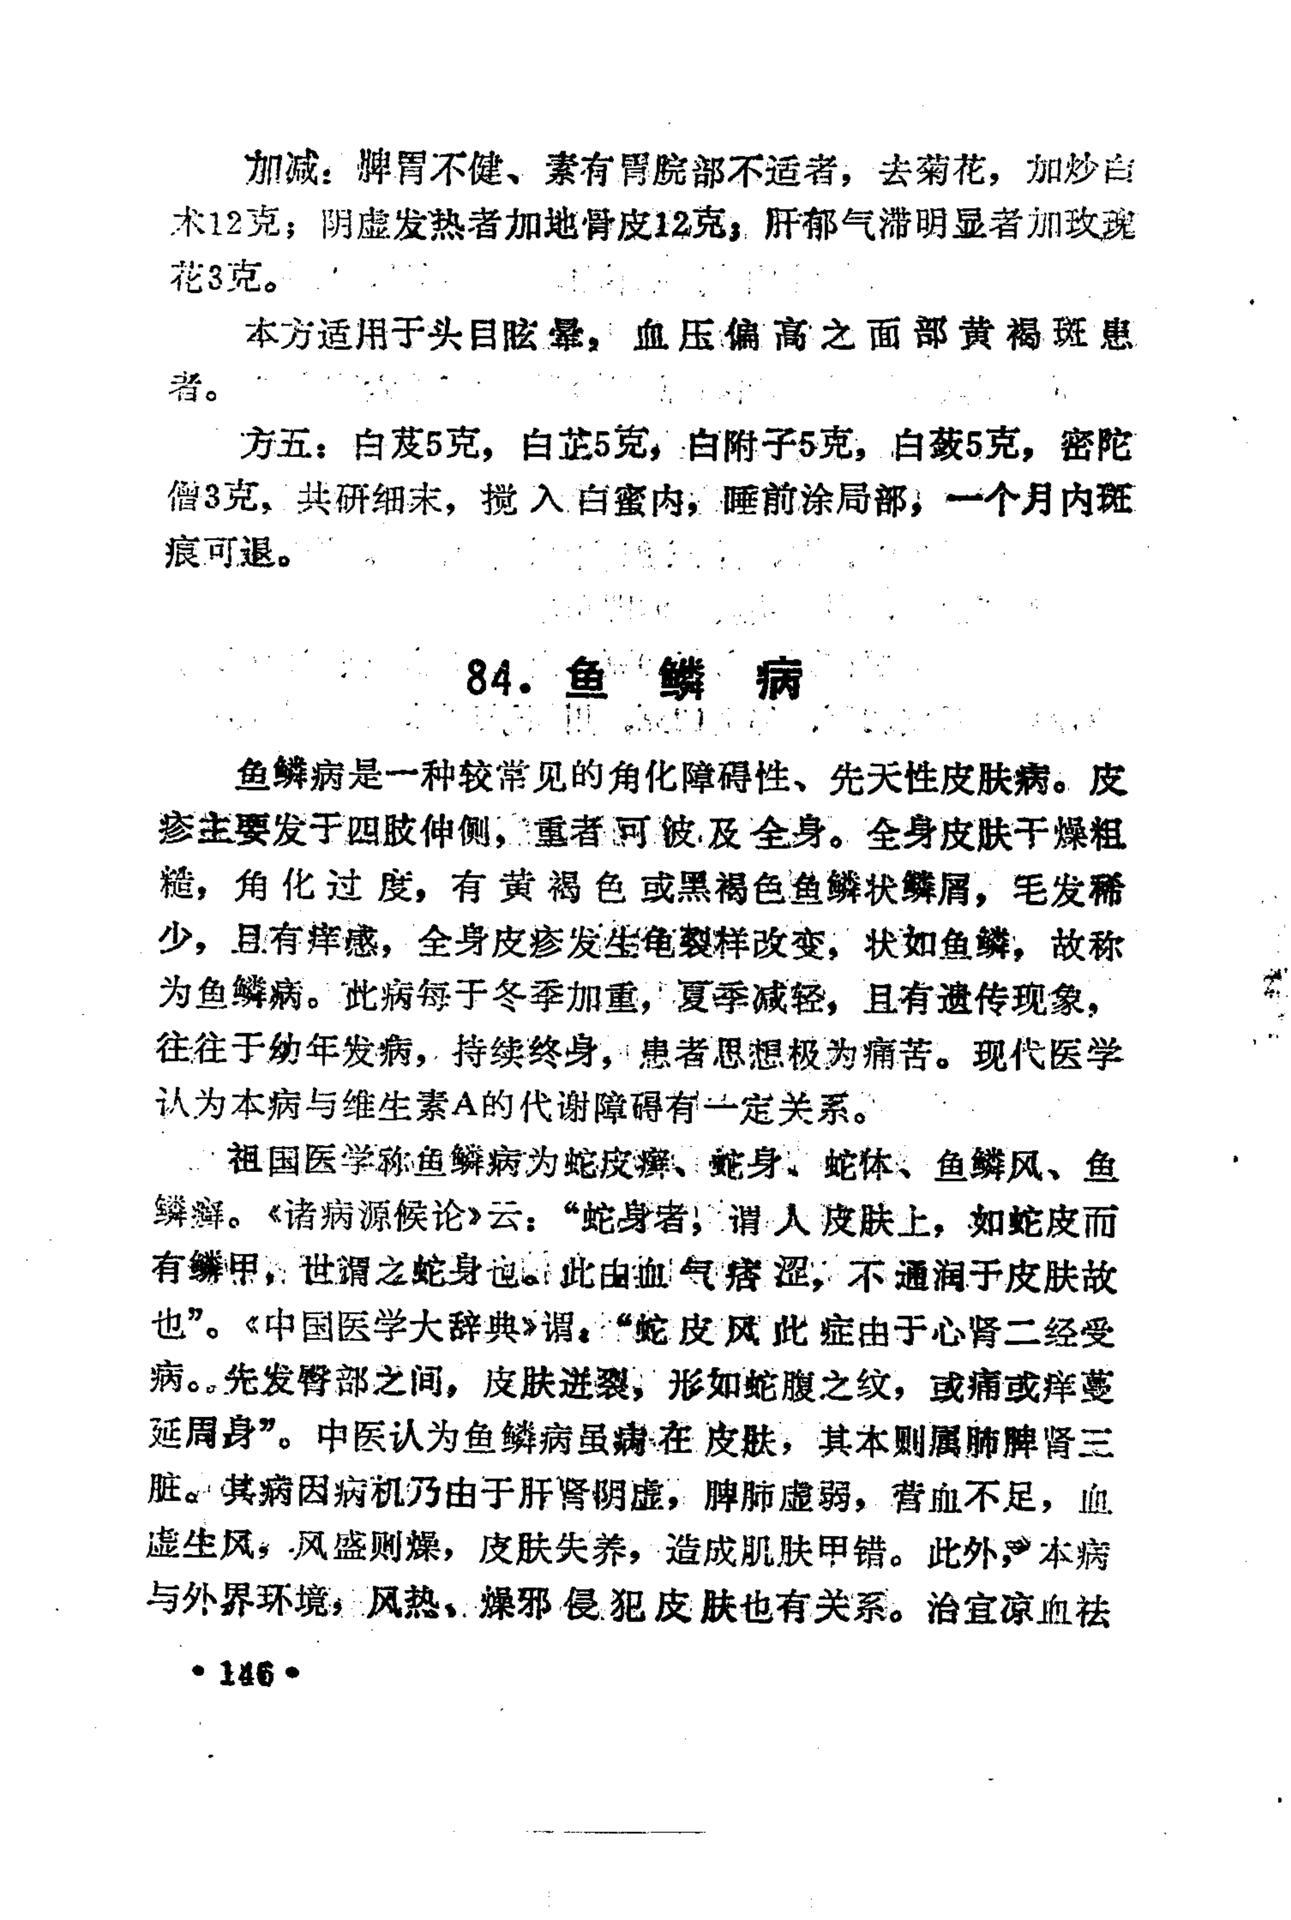 加减：脾胃不健、素有胃脘部不适者，去菊花，加炒白
术12克；阴虚发热者加地骨皮12克；肝郁气滞明显者加玫瑰
花3克。
本方适用于头目眩晕，血压偏高之面部黄褐斑患
者。
方五：白芨5克，白芷5克，白附子5克，白蔹5克，密陀
僧3克，共研细末，搅入白蜜内，睡前涂局部，一个月内斑
痕可退。
84．鱼鳞病
鱼鳞病是一种较常见的角化障碍性、先天性皮肤病。皮
疹主要发于四肢伸侧，重者可波及全身。全身皮肤干燥粗
糙，角化过度，有黄褐色或黑褐色鱼鳞状鳞屑，毛发稀
少，且有痒感，全身皮疹发生龟裂样改变，状如鱼鳞，故称
为鱼鳞病。此病每于冬季加重，夏季减轻，且有遗传现象，
往往于幼年发病，持续终身，患者思想极为痛苦。现代医学
认为本病与维生素A的代谢障碍有一定关系。
祖国医学称鱼鳞病为蛇皮癣、蛇身、蛇体、鱼鳞风、鱼
鳞癣。《诸病源候论》云：“蛇身者，谓人皮肤上，如蛇皮而
有鳞甲，世谓之蛇身也。此由血气痞涩，不通润于皮肤故
也”。《中国医学大辞典》谓：“蛇皮风此症由于心肾二经受
病。先发臀部之间，皮肤迸裂，形如蛇腹之纹，或痛或痒蔓
延周身”。中医认为鱼鳞病虽病在皮肤，其本则属肺脾肾三
脏。其病因病机乃由于肝肾阴虚，脾肺虚弱，营血不足，血
虚生风，风盛则燥，皮肤失养，造成肌肤甲错。此外，本病
与外界环境，风热、燥邪侵犯皮肤也有关系。治宜凉血祛
•146•